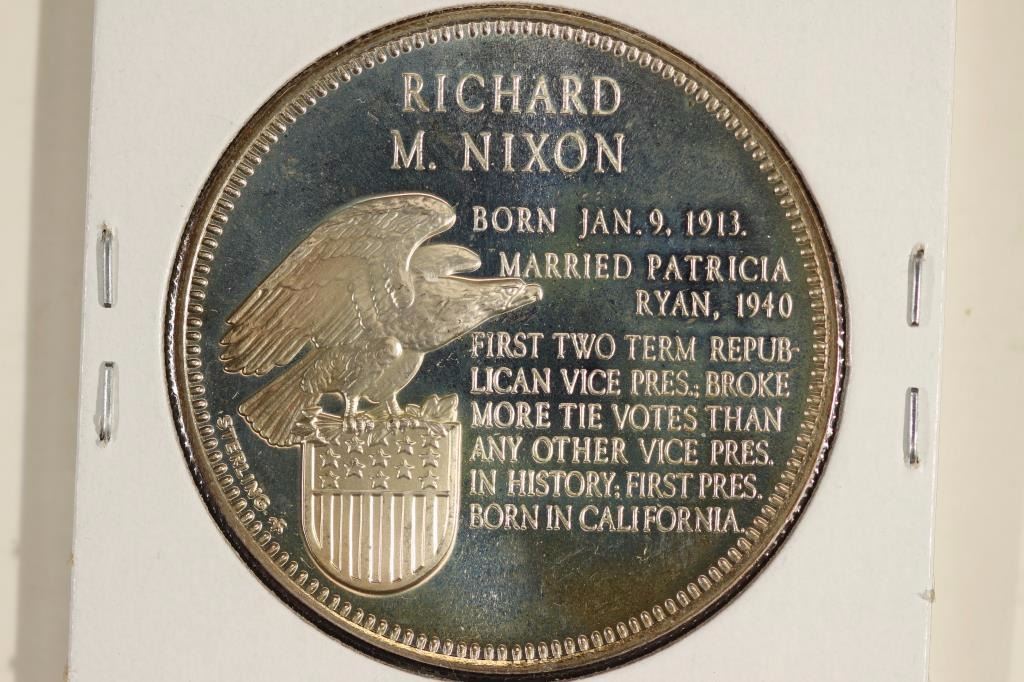 RICHARD
M. NIXON
BORN JAN. 9, 1913.
MARRIED PATRICIA
RYAN, 1940
FIRST TWO TERM REPUB-
LICAN VICE PRES.; BROKE
MORE TIE VOTES THAN
ANY OTHER VICE PRES.
IN HISTORY; FIRST PRES.
BORN IN CALIFORNIA.
STERLING